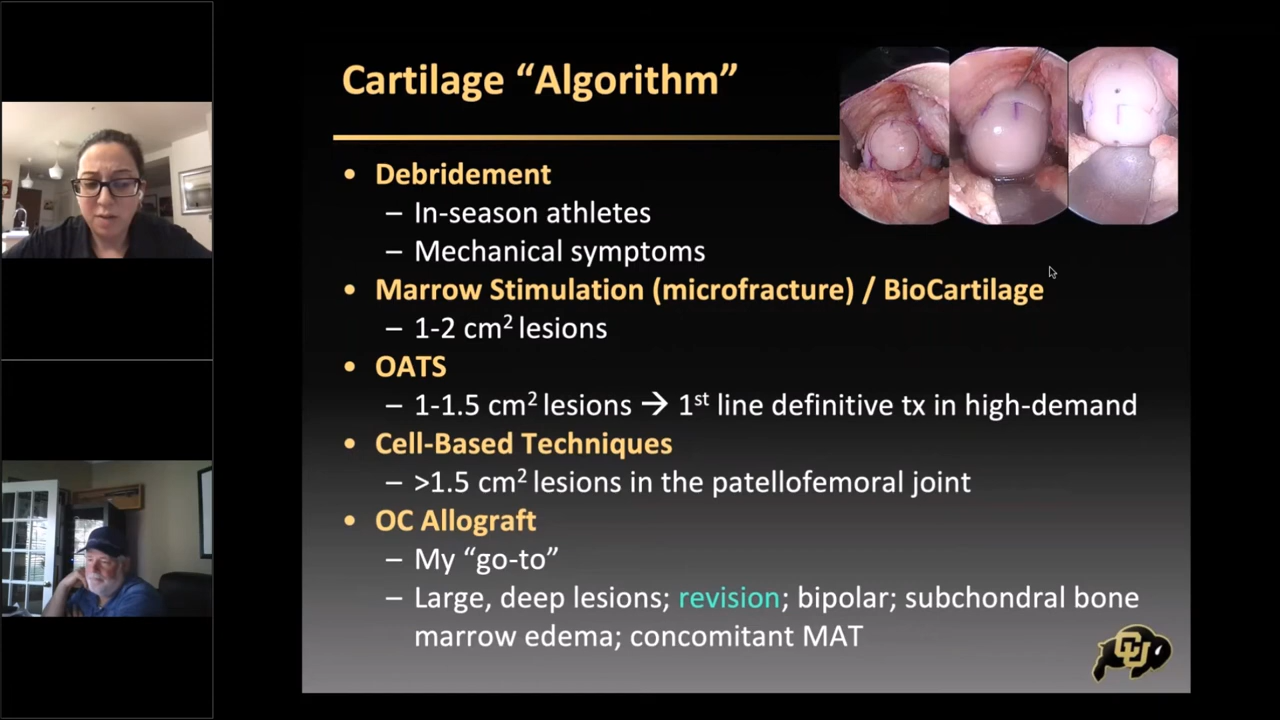 Cartilage “Algorithm”
• Debridement
– In-season athletes
– Mechanical symptoms
• Marrow Stimulation (microfracture) / BioCartilage
– 1-2 cm² lesions
• OATS
– 1-1.5 cm² lesions → 1st line definitive tx in high-demand
• Cell-Based Techniques
– >1.5 cm² lesions in the patellofemoral joint
• OC Allograft
– My “go-to”
– Large, deep lesions; revision; bipolar; subchondral bone
marrow edema; concomitant MAT
CU